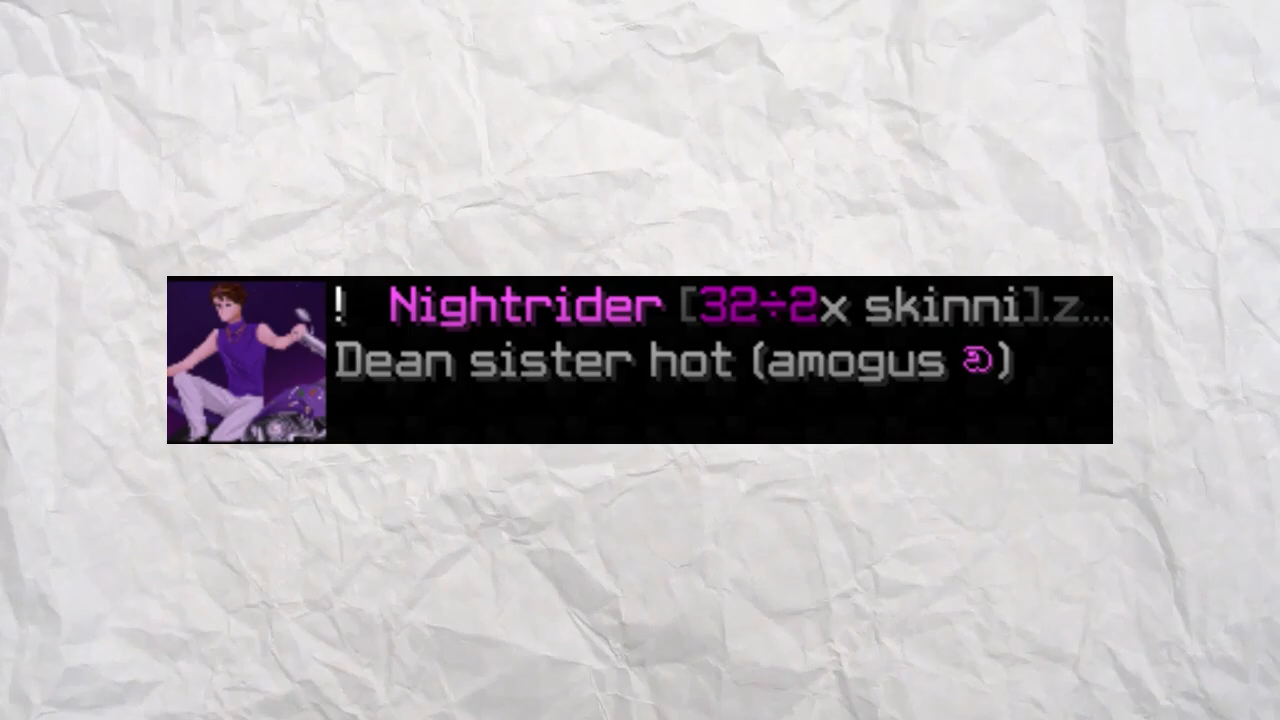 ! Nightrider [32÷2x skinni].z...
Dean sister hot (amogus ඞ)